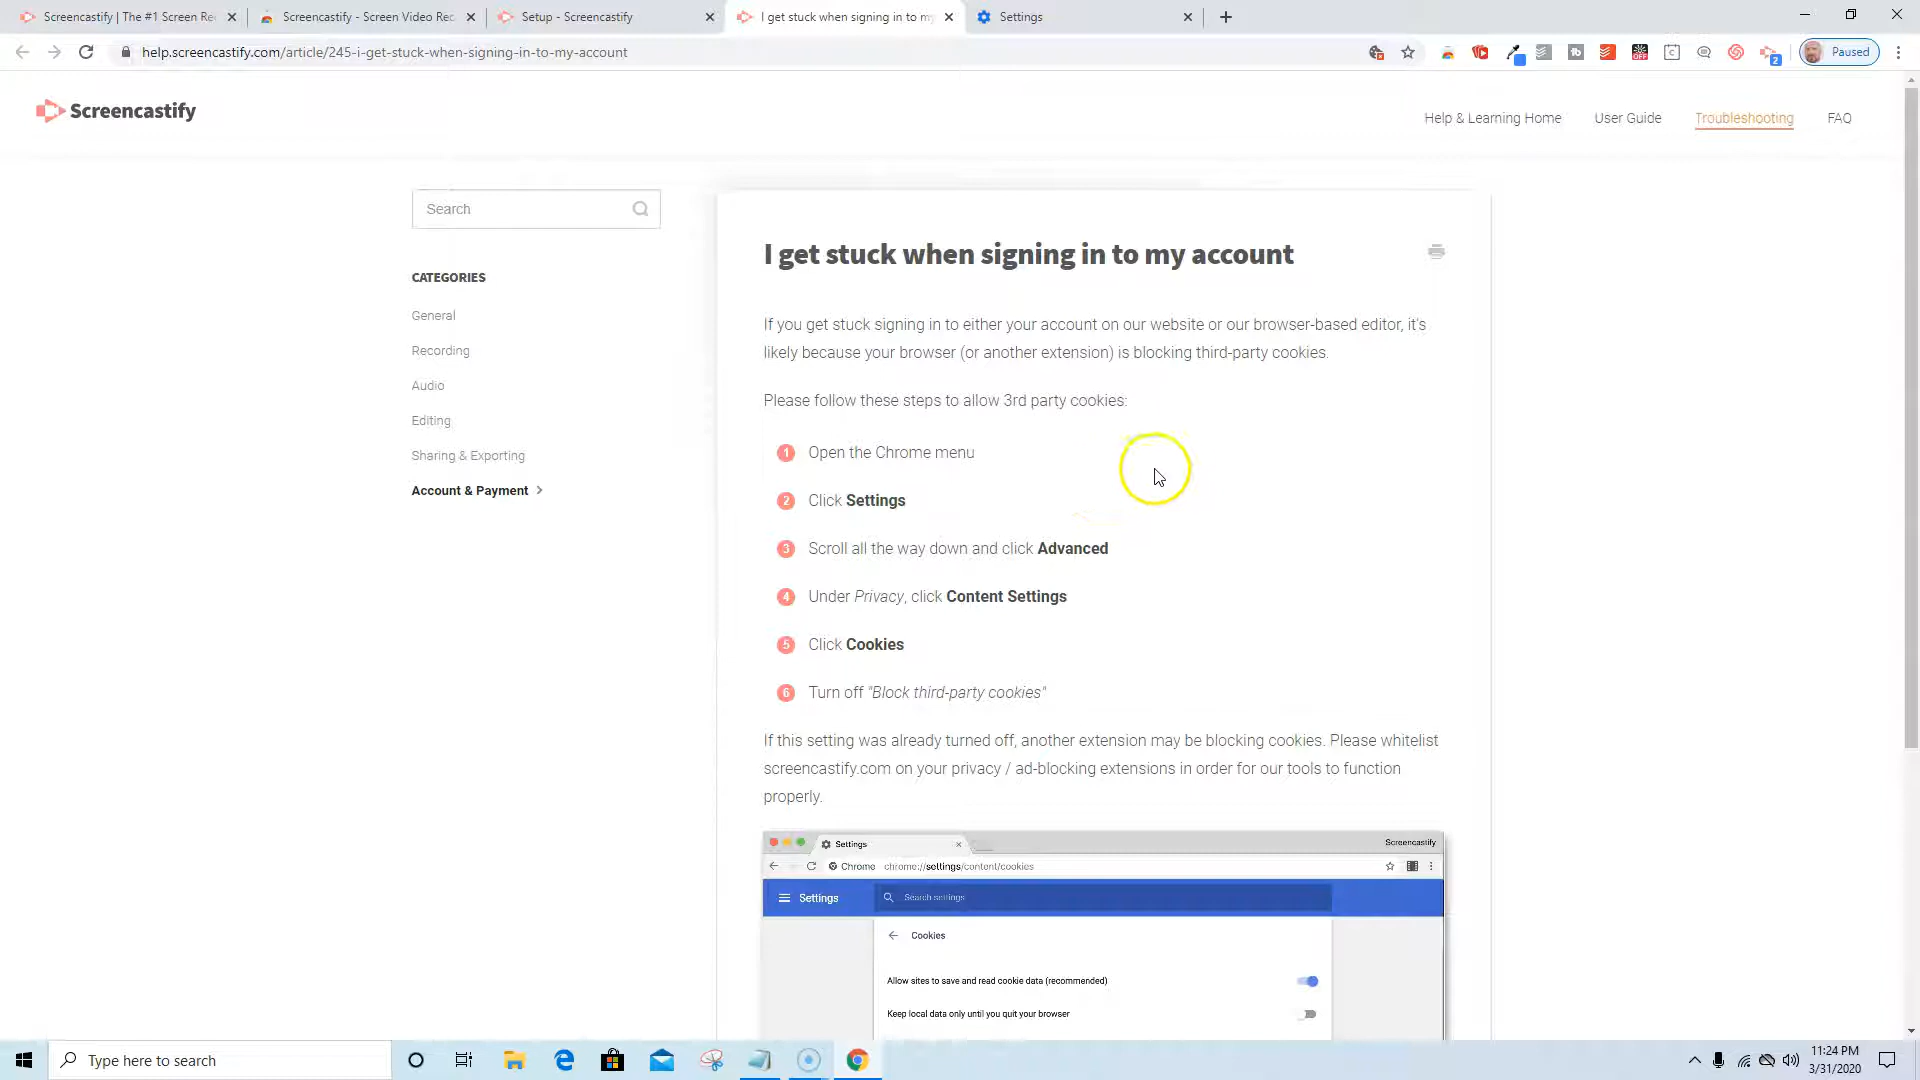 Screencastify | The #1 Screen Re
Screencastify - Screen Video Rec
Setup - Screencastify
I get stuck when signing in to my
Settings
help.screencastify.com/article/245-i-get-stuck-when-signing-in-to-my-account
OFF
2
Paused
Screencastify
Help & Learning Home
User Guide
Troubleshooting
FAQ
Search
CATEGORIES
General
Recording
Audio
Editing
Sharing & Exporting
Account & Payment
I get stuck when signing in to my account
If you get stuck signing in to either your account on our website or our browser-based editor, it's
likely because your browser (or another extension) is blocking third-party cookies.
Please follow these steps to allow 3rd party cookies:
1 Open the Chrome menu
2 Click Settings
3 Scroll all the way down and click Advanced
4 Under Privacy, click Content Settings
5 Click Cookies
6 Turn off "Block third-party cookies"
If this setting was already turned off, another extension may be blocking cookies. Please whitelist
screencastify.com on your privacy / ad-blocking extensions in order for our tools to function
properly.
Settings
Screencastify
Chrome chrome://settings/content/cookies
Settings
Search settings
Cookies
Allow sites to save and read cookie data (recommended)
Keep local data only until you quit your browser
Type here to search
11:24 PM
3/31/2020